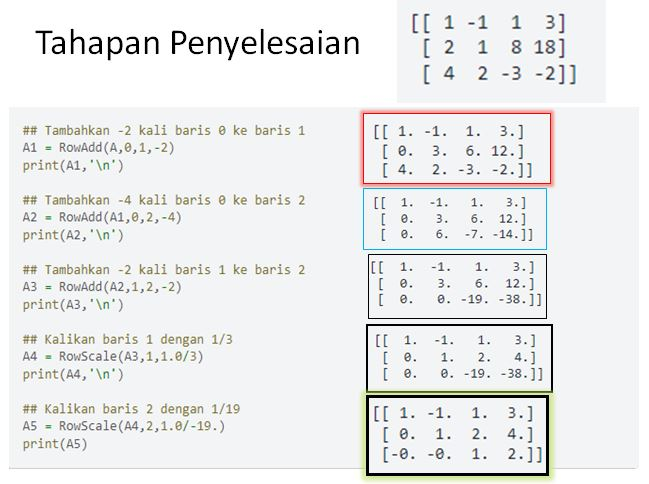 Tahapan Penyelesaian
[[ 1 -1 1 3]
[ 2 1 8 18]
[ 4 2 -3 -2]]
## Tambahkan -2 kali baris 0 ke baris 1
A1 = RowAdd(A,0,1,-2)
print(A1,'\n')
[[ 1. -1. 1. 3.]
[ 0. 3. 6. 12.]
[ 4. 2. -3. -2.]]
## Tambahkan -4 kali baris 0 ke baris 2
A2 = RowAdd(A1,0,2,-4)
print(A2,'\n')
[[ 1. -1. 1. 3.]
[ 0. 3. 6. 12.]
[ 0. 6. -7. -14.]]
## Tambahkan -2 kali baris 1 ke baris 2
A3 = RowAdd(A2,1,2,-2)
print(A3,'\n')
[[ 1. -1. 1. 3.]
[ 0. 3. 6. 12.]
[ 0. 0. -19. -38.]]
## Kalikan baris 1 dengan 1/3
A4 = RowScale(A3,1,1.0/3)
print(A4,'\n')
[[ 1. -1. 1. 3.]
[ 0. 1. 2. 4.]
[ 0. 0. -19. -38.]]
## Kalikan baris 2 dengan 1/19
A5 = RowScale(A4,2,1.0/-19.)
print(A5)
[[ 1. -1. 1. 3.]
[ 0. 1. 2. 4.]
[-0. -0. 1. 2.]]